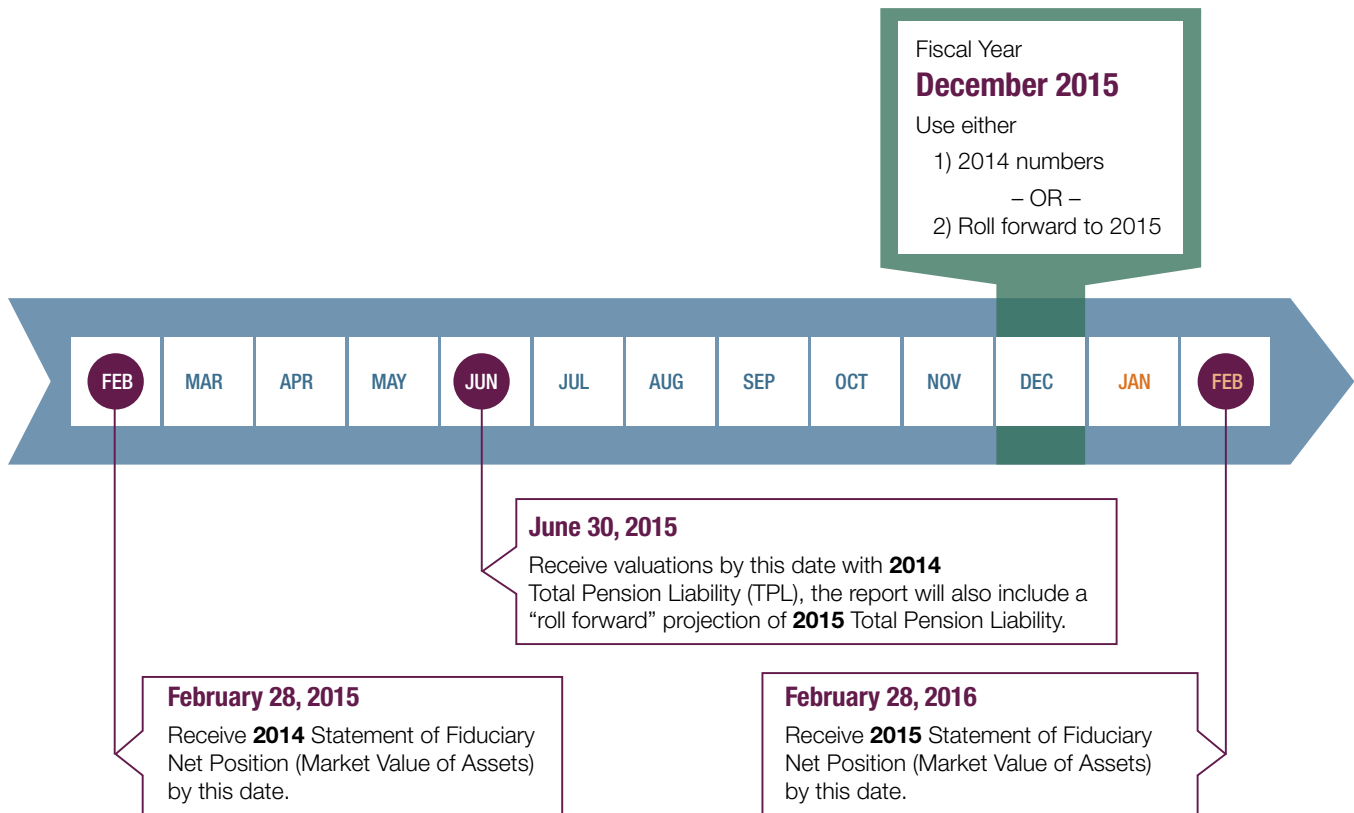 Fiscal Year
December 2015
Use either
1) 2014 numbers
– OR –
2) Roll forward to 2015
FEB MAR APR MAY JUN JUL AUG SEP OCT NOV DEC JAN FEB
June 30, 2015
Receive valuations by this date with 2014
Total Pension Liability (TPL), the report will also include a
“roll forward” projection of 2015 Total Pension Liability.
February 28, 2015
Receive 2014 Statement of Fiduciary
Net Position (Market Value of Assets)
by this date.
February 28, 2016
Receive 2015 Statement of Fiduciary
Net Position (Market Value of Assets)
by this date.